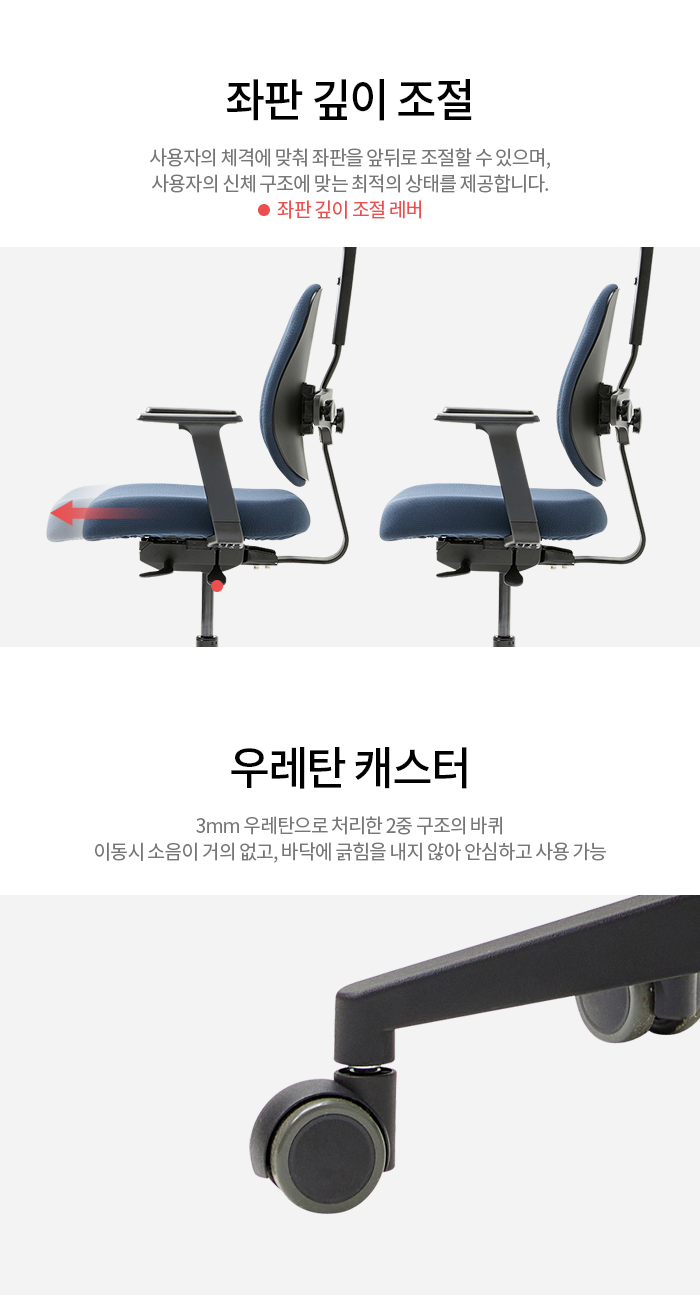 좌판 깊이 조절
사용자의 체격에 맞춰 좌판을 앞뒤로 조절할 수 있으며,
사용자의 신체 구조에 맞는 최적의 상태를 제공합니다.
좌판 깊이 조절 레버
우레탄 캐스터
3mm 우레탄으로 처리한 2중 구조의 바퀴
이동시 소음이 거의 없고, 바닥에 긁힘을 내지 않아 안심하고 사용 가능